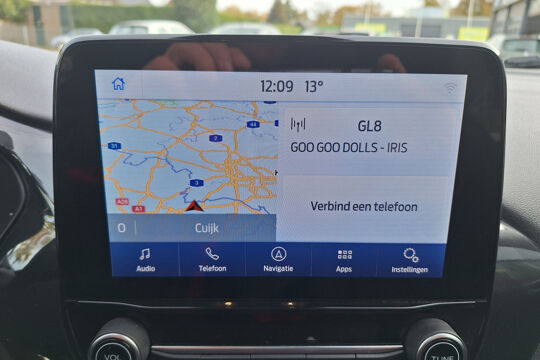 12:09 13°
GL8
GOO GOO DOLLS - IRIS
Verbind een telefoon
O Cuijk
Audio Telefoon Navigatie Apps Instellingen
VOL TUNE